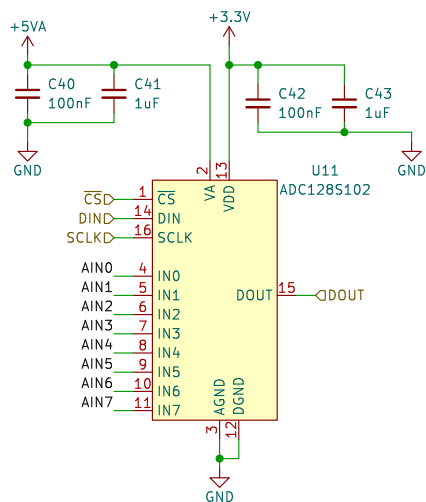 +5VA
+3.3V
C40
100nF
C41
1uF
C42
100nF
C43
1uF
GND
GND
U11
ADC128S102
2
13
VA
VDD
CS 1 CS
DIN 14 DIN
SCLK 16 SCLK
AIN0 4 IN0
AIN1 5 IN1
AIN2 6 IN2
AIN3 7 IN3
AIN4 8 IN4
AIN5 9 IN5
AIN6 10 IN6
AIN7 11 IN7
DOUT 15 DOUT
AGND
DGND
3
12
GND